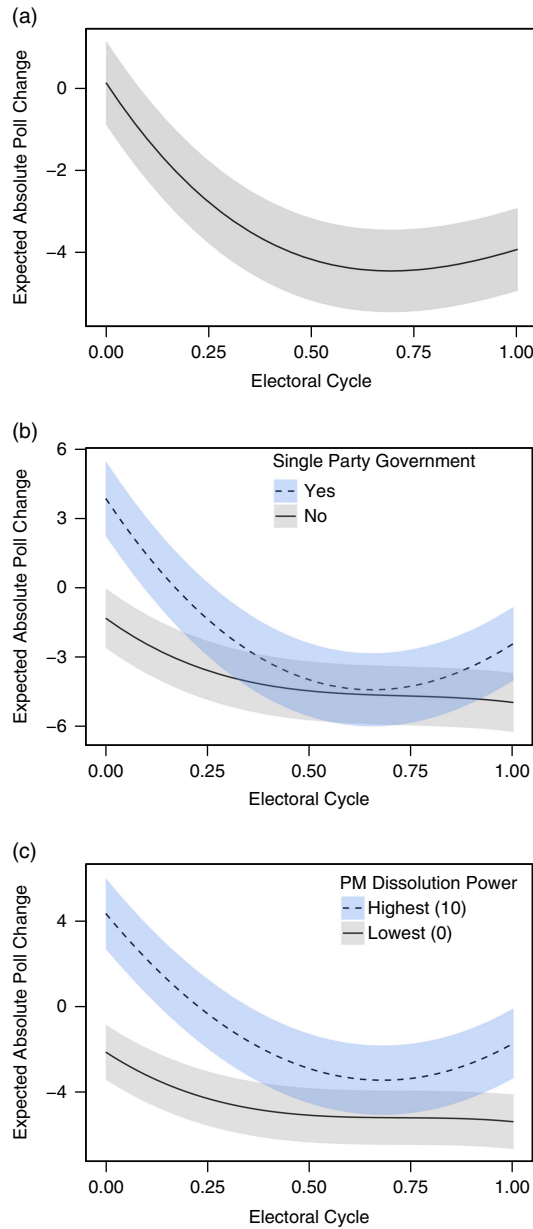 (a)
Expected Absolute Poll Change
0
−2
−4
0.00 0.25 0.50 0.75 1.00
Electoral Cycle
(b)
Expected Absolute Poll Change
6
3
0
−3
−6
Single Party Government
Yes
No
0.00 0.25 0.50 0.75 1.00
Electoral Cycle
(c)
Expected Absolute Poll Change
4
0
−4
PM Dissolution Power
Highest (10)
Lowest (0)
0.00 0.25 0.50 0.75 1.00
Electoral Cycle